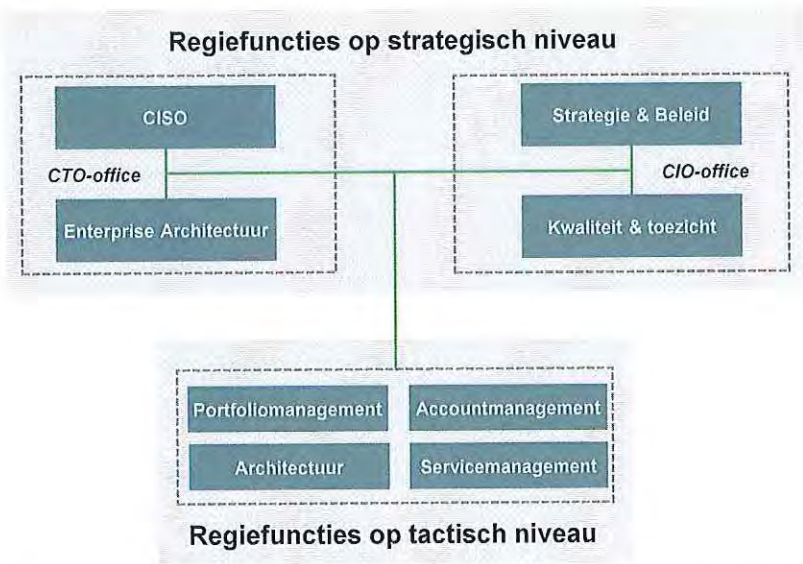 Regiefuncties op strategisch niveau
CISO
CTO-office
Enterprise Architectuur
Strategie & Beleid
CIO-office
Kwaliteit & toezicht
Portfoliomanagement
Accountmanagement
Architectuur
Servicemanagement
Regiefuncties op tactisch niveau